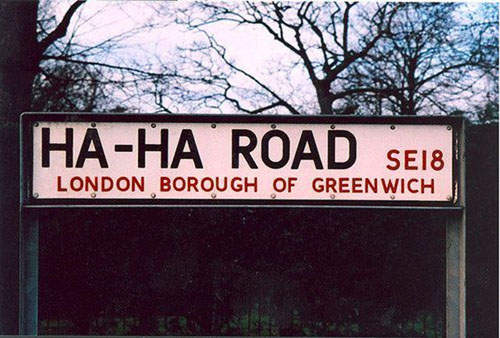 HA-HA ROAD SE18
LONDON BOROUGH OF GREENWICH